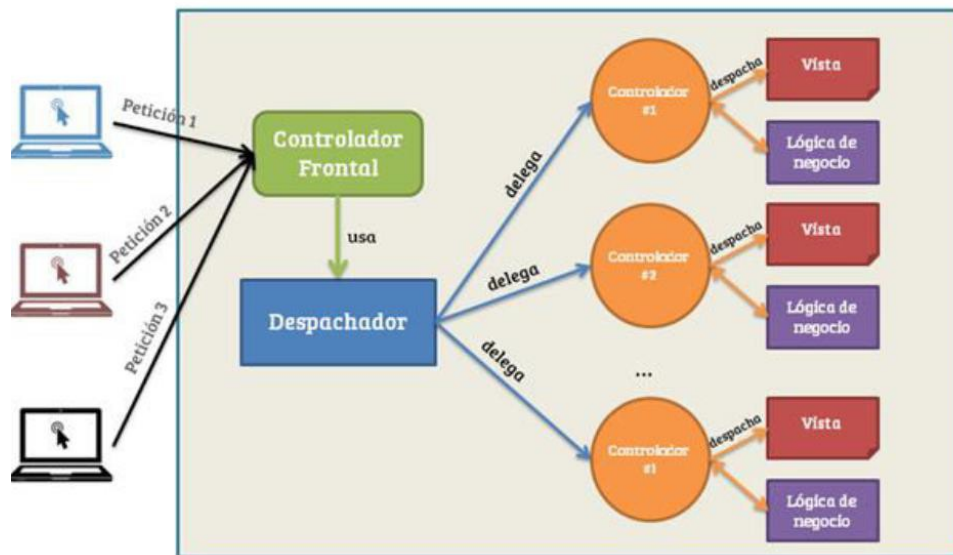 Petición 1
Petición 2
Petición 3
Controlador
Frontal
usa
Despachador
delega
delega
delega
Controlador
#1
despacha
Vista
Lógica de
negocio
Controlador
#2
despacha
Vista
Lógica de
negocio
...
Controlador
#1
despacha
Vista
Lógica de
negocio